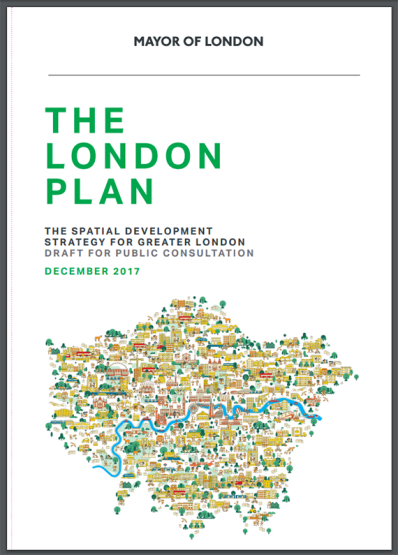 MAYOR OF LONDON
THE
LONDON
PLAN
THE SPATIAL DEVELOPMENT
STRATEGY FOR GREATER LONDON
DRAFT FOR PUBLIC CONSULTATION
DECEMBER 2017